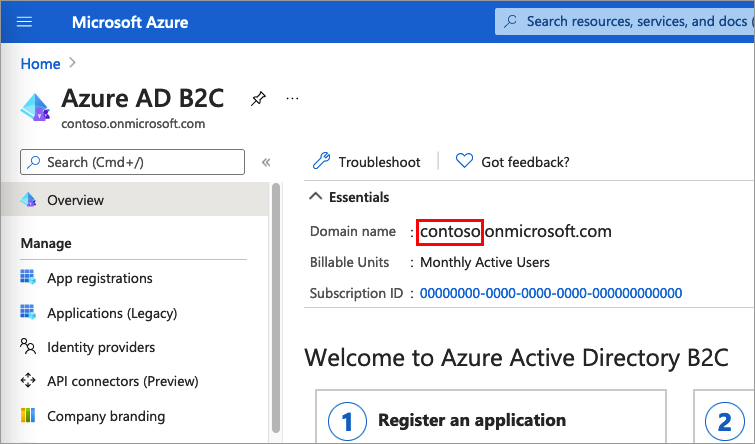 Microsoft Azure
Search resources, services, and docs (
Home
Azure AD B2C
contoso.onmicrosoft.com
Search (Cmd+/)
Overview
Manage
App registrations
Applications (Legacy)
Identity providers
API connectors (Preview)
Company branding
Troubleshoot
Got feedback?
Essentials
Domain name : contoso.onmicrosoft.com
Billable Units : Monthly Active Users
Subscription ID : 00000000-0000-0000-0000-000000000000
Welcome to Azure Active Directory B2C
1 Register an application
2